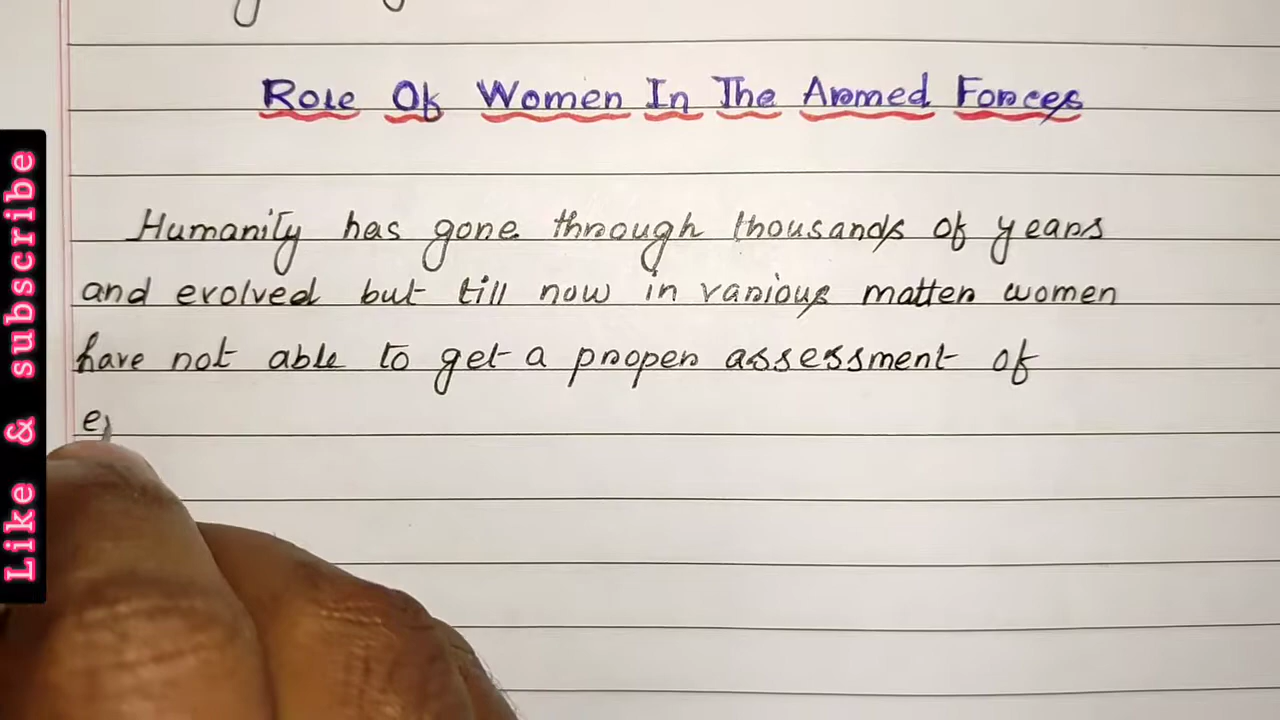 Role Of Women In The Armed Forces
Humanity has gone through thousands of years
and evolved but till now in various matter women
have not able to get a proper assessment of
Like & subscribe